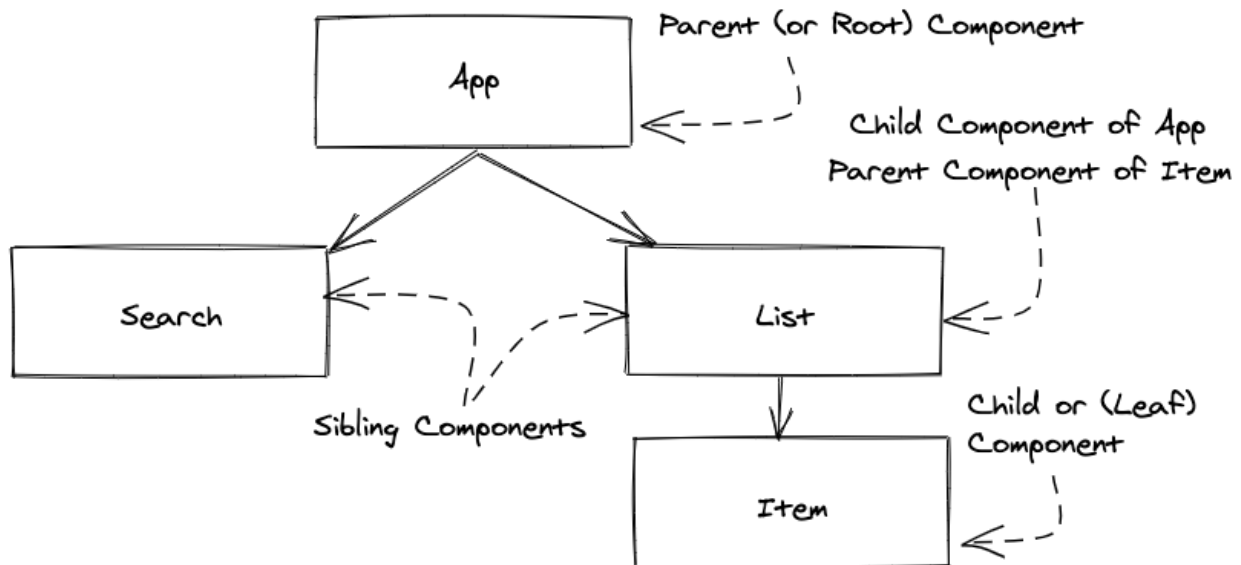 Parent (or Root) Component
App
Child Component of App
Parent Component of Item
Search
List
Sibling Components
Child or (Leaf)
Component
Item